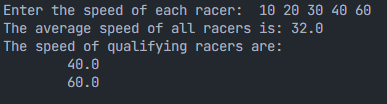 Enter the speed of each racer:  10 20 30 40 60
The average speed of all racers is: 32.0
The speed of qualifying racers are:
        40.0
        60.0